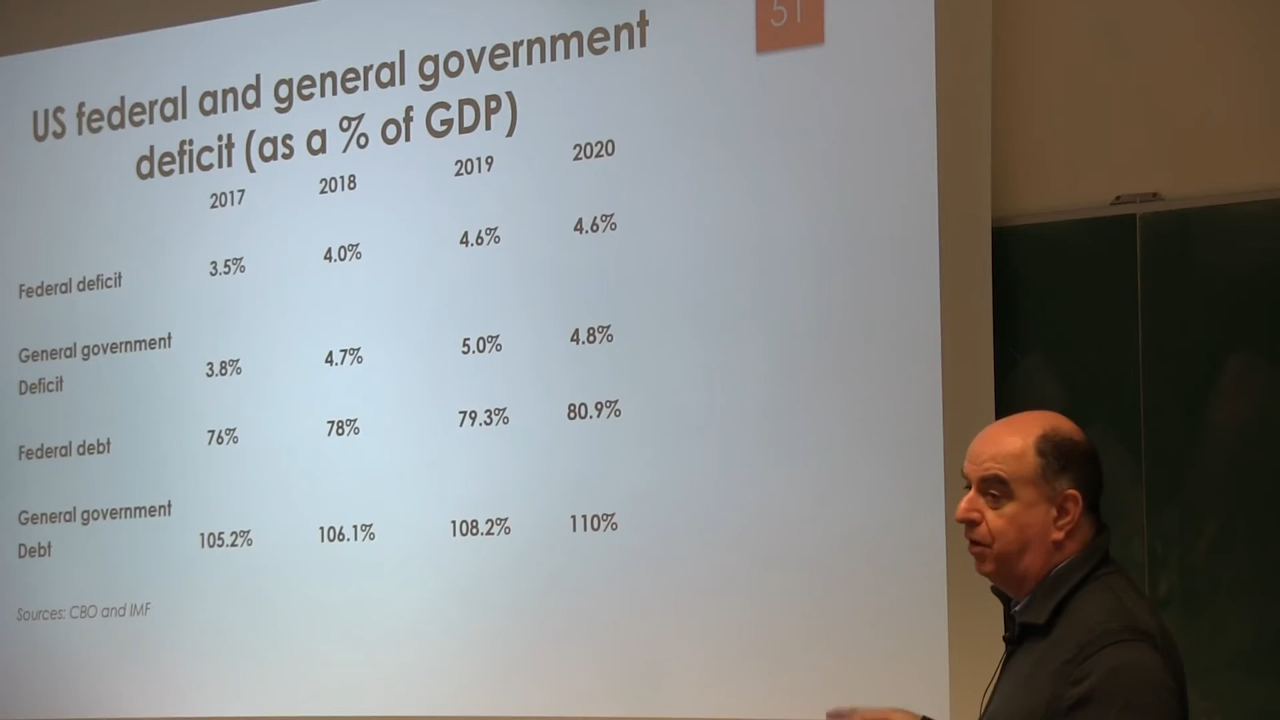 51
US federal and general government
deficit (as a % of GDP)
2017 2018 2019 2020
Federal deficit 3.5% 4.0% 4.6% 4.6%
General government
Deficit 3.8% 4.7% 5.0% 4.8%
Federal debt 76% 78% 79.3% 80.9%
General government
Debt 105.2% 106.1% 108.2% 110%
Sources: CBO and IMF